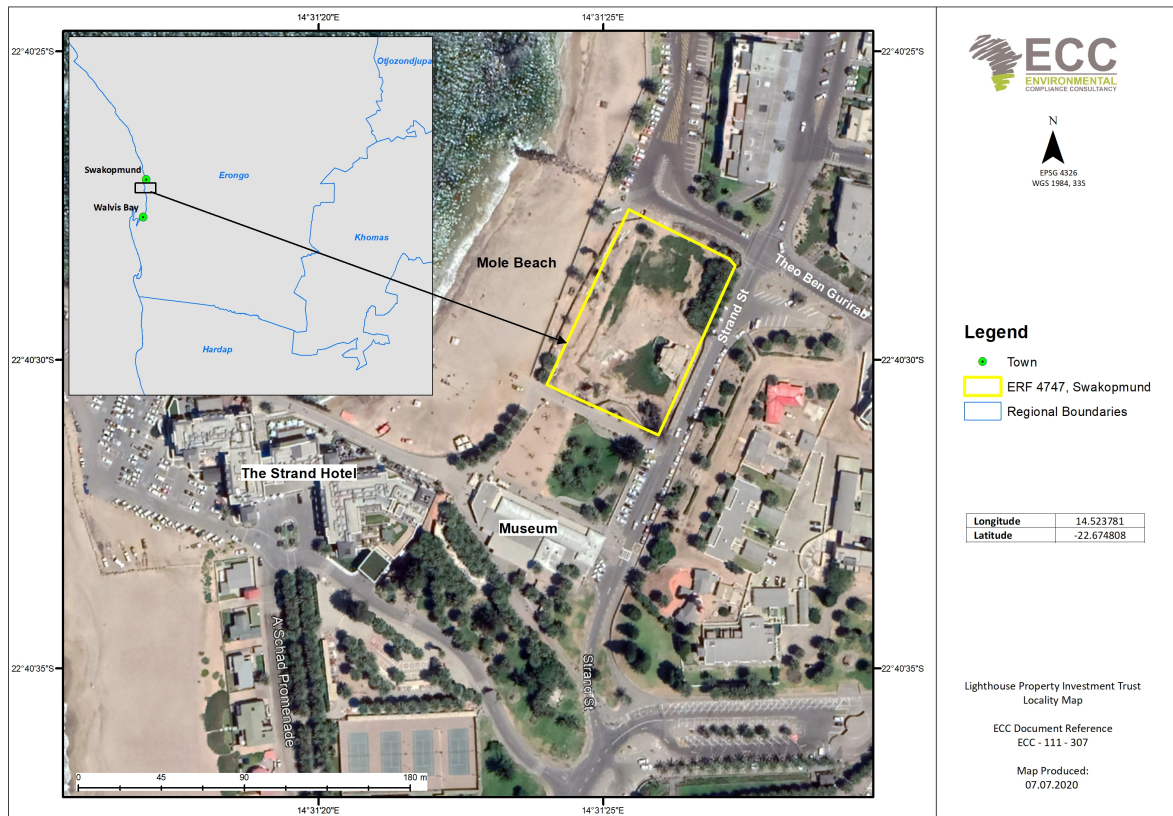 14°31'20"E
14°31'25"E
22°40'25"S
22°40'25"S
Otjozondjupa
Swakopmund
Erongo
Walvis Bay
Khomas
Hardap
Mole Beach
Theo Ben Gurirab
Strand St
22°40'30"S
22°40'30"S
The Strand Hotel
Museum
A Schad Promenade
Strand St
22°40'35"S
22°40'35"S
0 45 90 180 m
14°31'20"E
14°31'25"E
ECC
ENVIRONMENTAL
COMPLIANCE CONSULTANCY
N
EPSG 4326
WGS 1984, 33S
Legend
Town
ERF 4747, Swakopmund
Regional Boundaries
Longitude 14.523781
Latitude -22.674808
Lighthouse Property Investment Trust
Locality Map
ECC Document Reference
ECC - 111 - 307
Map Produced:
07.07.2020